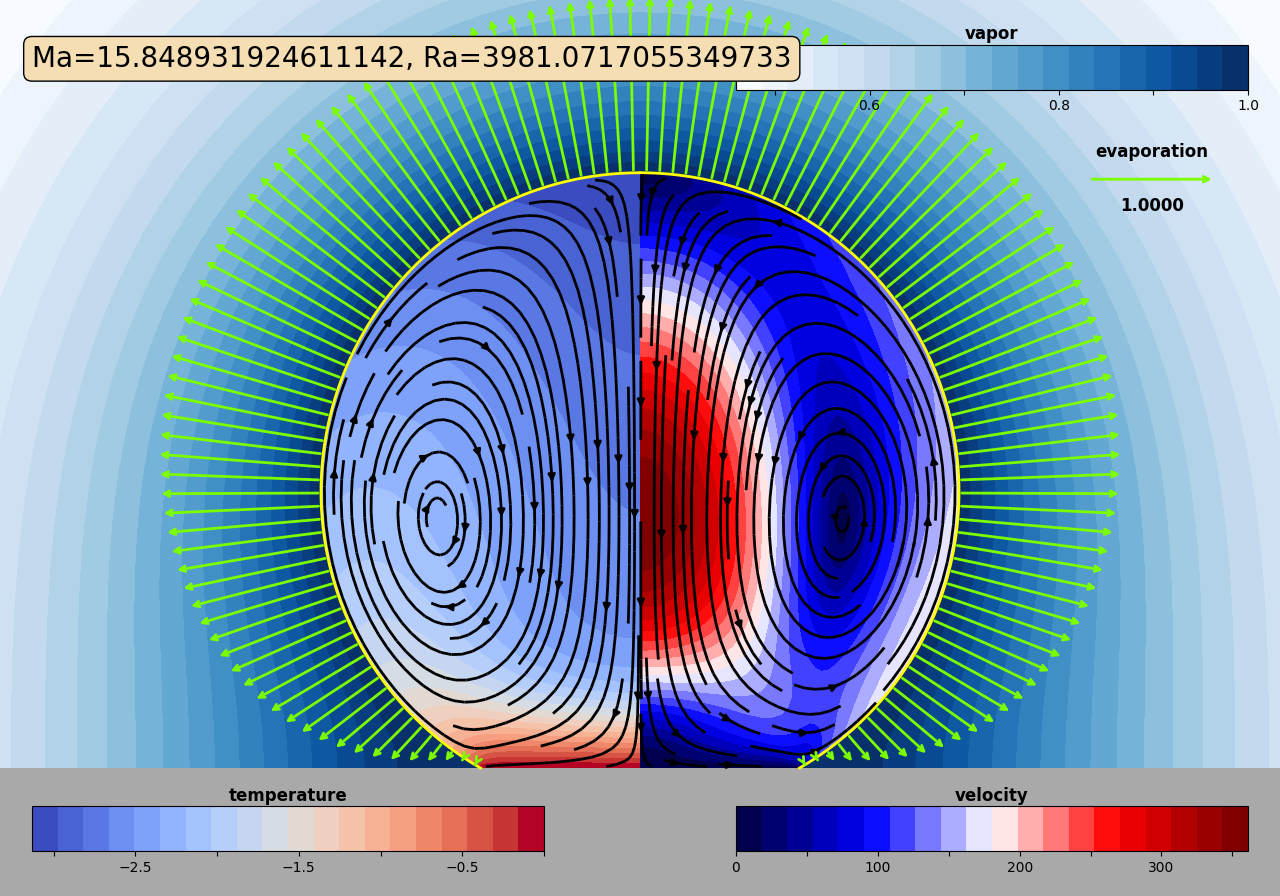 Ma=15.848931924611142, Ra=3981.0717055349733
vapor
0.6 0.8 1.0
evaporation
1.0000
temperature
−2.5 −1.5 −0.5
velocity
0 100 200 300